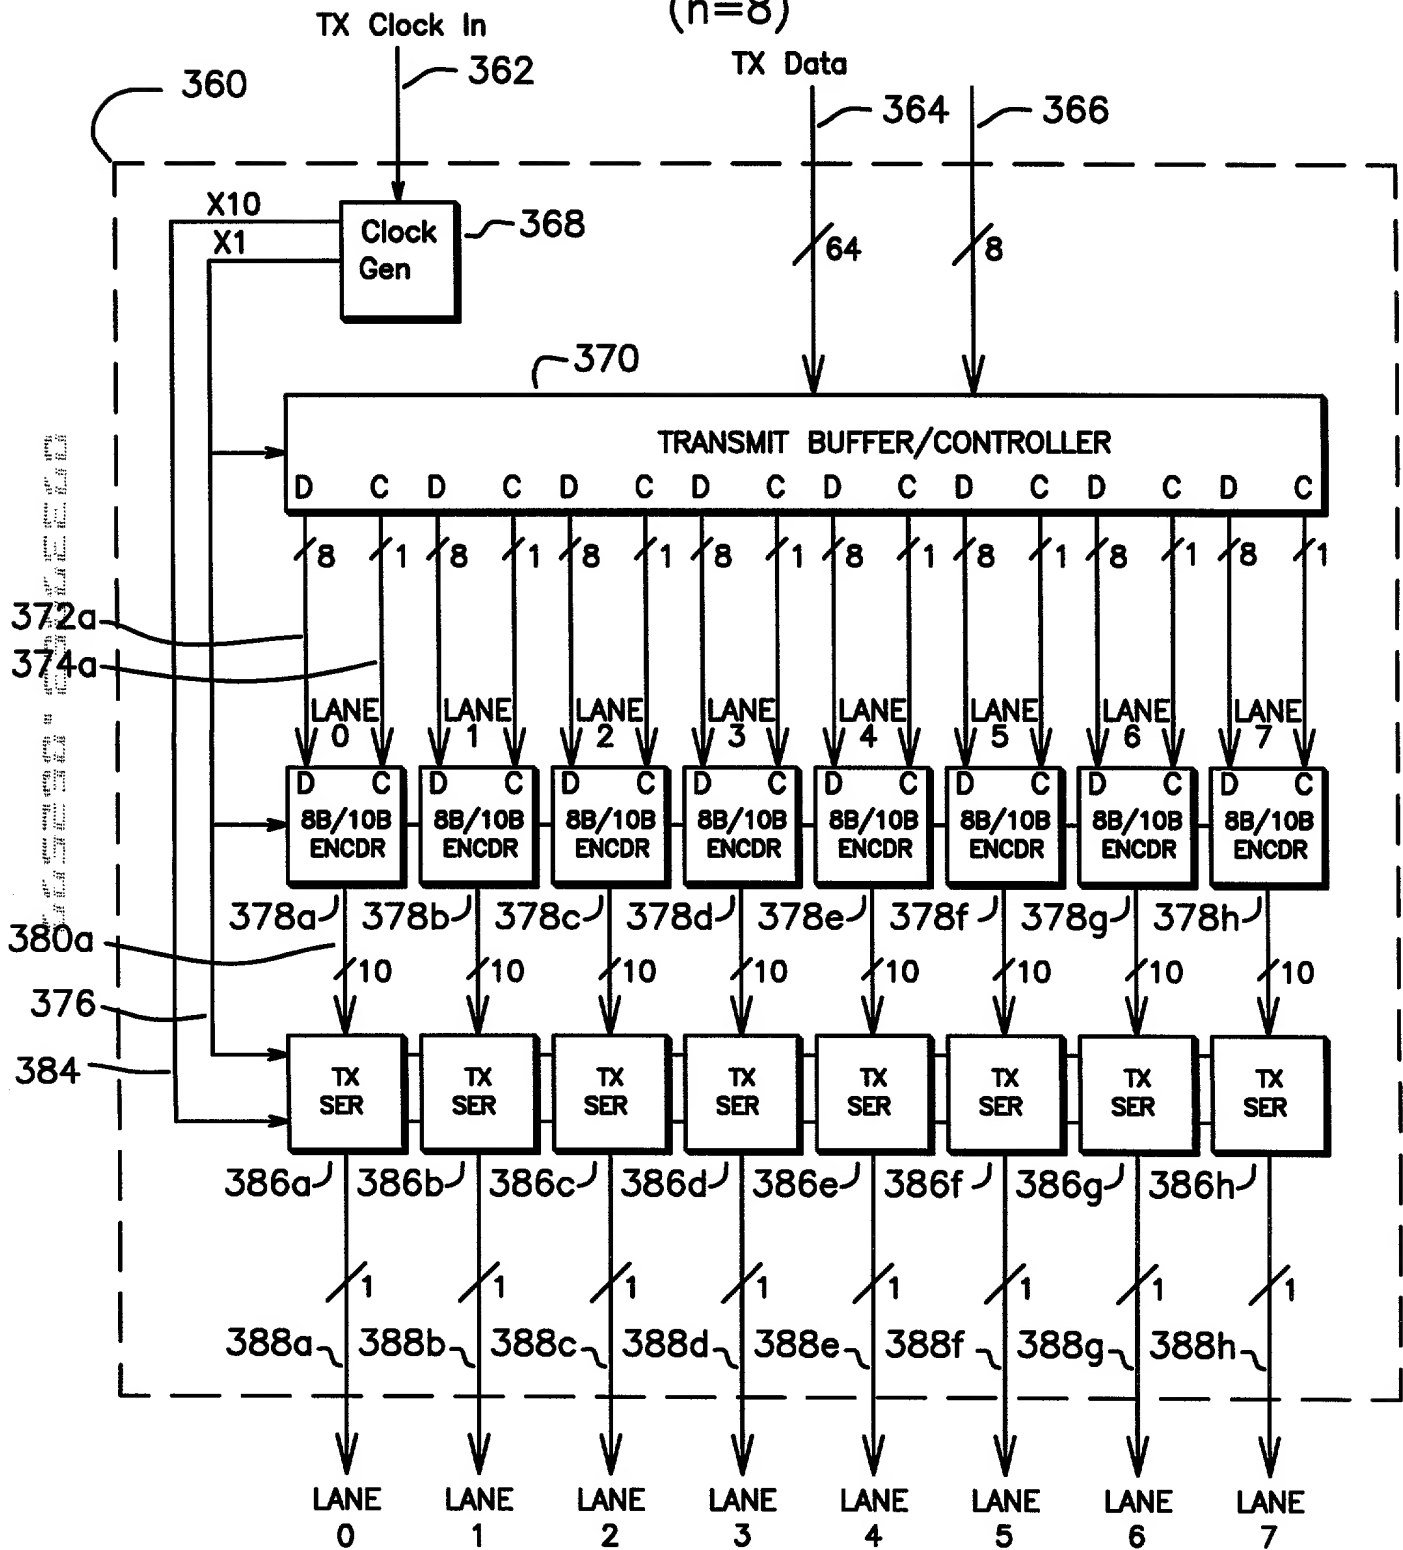 (n=8)
TX Clock In
TX Data
362
360
364
366
X10
X1
Clock
Gen
368
64
8
370
TRANSMIT BUFFER/CONTROLLER
D C D C D C D C D C D C D C D C
8 1 8 1 8 1 8 1 8 1 8 1 8 1 8 1
372a
374a
LANE LANE LANE LANE LANE LANE LANE LANE
0 1 2 3 4 5 6 7
D C D C D C D C D C D C D C D C
8B/10B 8B/10B 8B/10B 8B/10B 8B/10B 8B/10B 8B/10B 8B/10B
ENCDR ENCDR ENCDR ENCDR ENCDR ENCDR ENCDR ENCDR
378a 378b 378c 378d 378e 378f 378g 378h
380a
10 10 10 10 10 10 10 10
376
384
TX TX TX TX TX TX TX TX
SER SER SER SER SER SER SER SER
386a 386b 386c 386d 386e 386f 386g 386h
1 1 1 1 1 1 1 1
388a 388b 388c 388d 388e 388f 388g 388h
LANE LANE LANE LANE LANE LANE LANE LANE
0 1 2 3 4 5 6 7